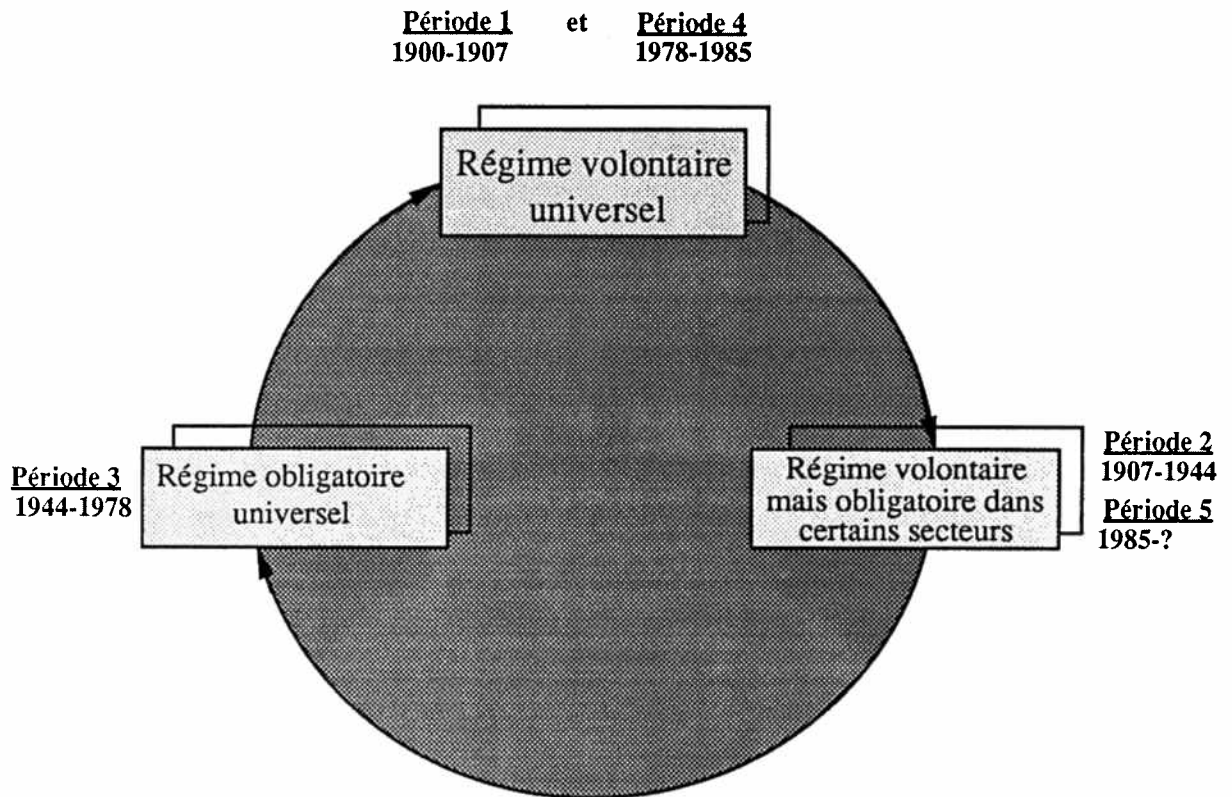 Période 1 et Période 4
1900-1907 1978-1985
Régime volontaire
universel
Période 3
1944-1978
Régime obligatoire
universel
Régime volontaire
mais obligatoire dans
certains secteurs
Période 2
1907-1944
Période 5
1985-?